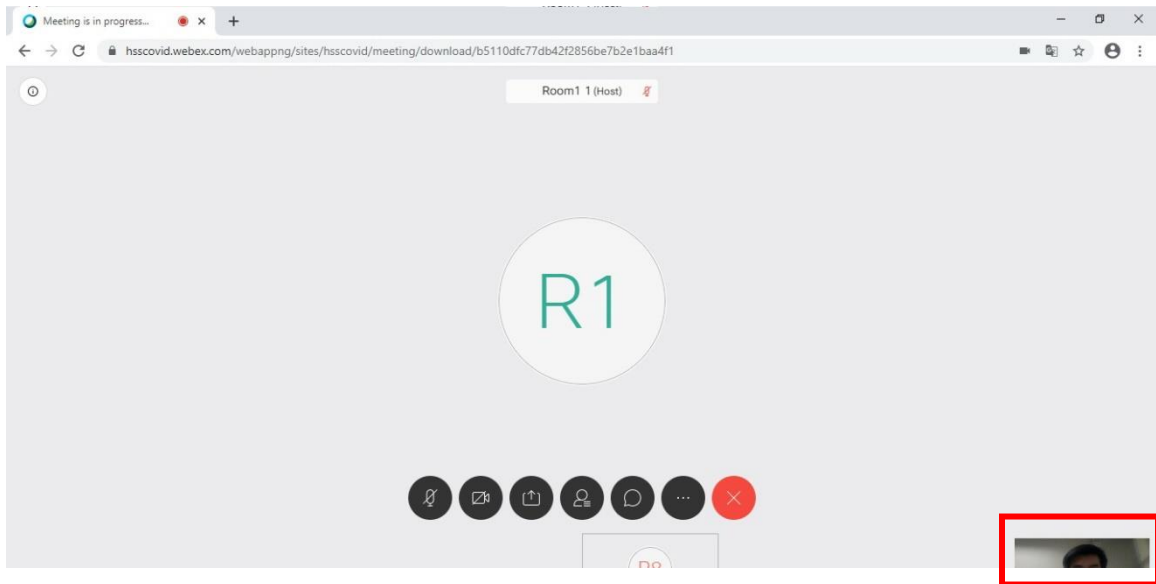 Meeting is in progress...
hsscovid.webex.com/webappng/sites/hsscovid/meeting/download/b5110dfc77db42f2856be7b2e1baa4f1
Room1 1 (Host)
R1